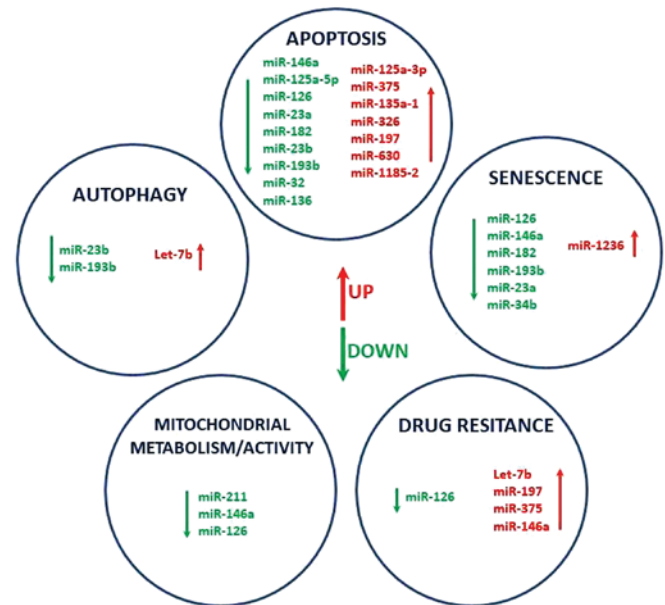 APOPTOSIS
miR-146a
miR-125a-5p
miR-126
miR-23a
miR-182
miR-23b
miR-193b
miR-32
miR-136
miR-125a-3p
miR-375
miR-135a-1
miR-326
miR-197
miR-630
miR-1185-2
AUTOPHAGY
miR-23b
miR-193b
Let-7b
SENESCENCE
miR-126
miR-146a
miR-182
miR-193b
miR-23a
miR-34b
miR-1236
UP
DOWN
MITOCHONDRIAL
METABOLISM/ACTIVITY
miR-211
miR-146a
miR-126
DRUG RESITANCE
miR-126
Let-7b
miR-197
miR-375
miR-146a